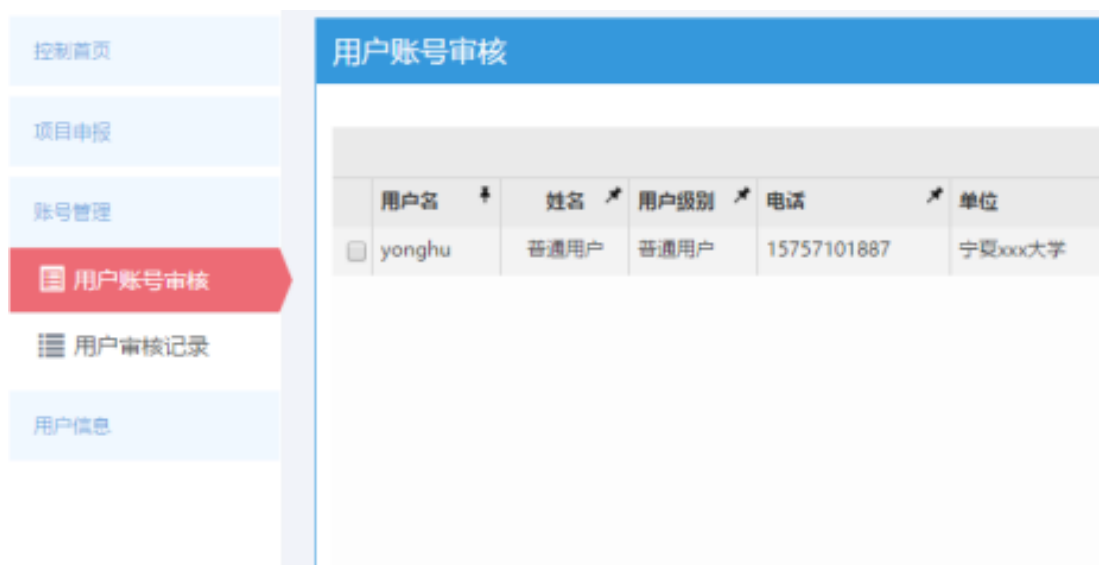 控制首页
项目申报
账号管理
用户账号审核
用户审核记录
用户信息
用户账号审核
用户名 姓名 用户级别 电话 单位
yonghu 普通用户 普通用户 15757101887 宁夏xxx大学